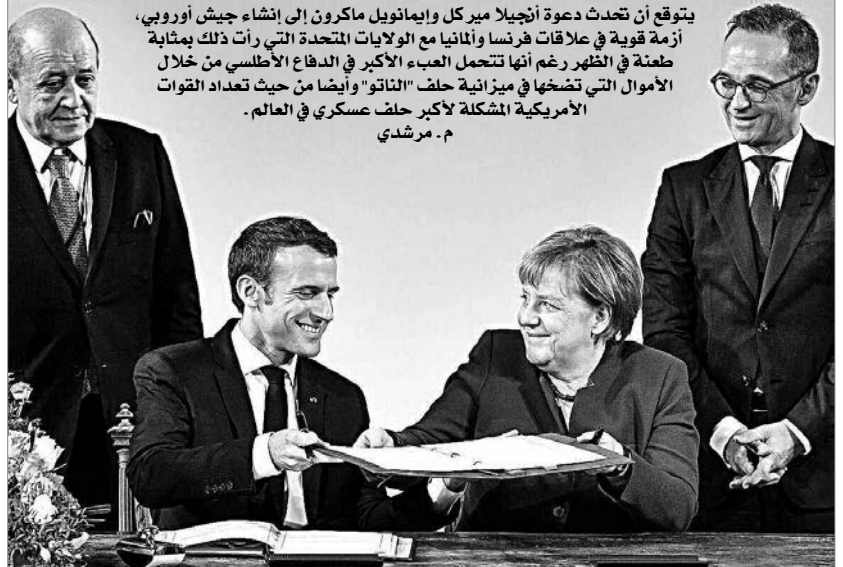 يتوقع أن تحدث دعوة أنجيلا ميركل وإيمانويل ماكرون إلى إنشاء جيش أوروبي،
أزمة قوية في علاقات فرنسا وألمانيا مع الولايات المتحدة التي رأت ذلك بمثابة
طعنة في الظهر رغم أنها تتحمل العبء الأكبر في الدفاع الأطلسي من خلال
الأموال التي تضخها في ميزانية حلف "الناتو" وأيضا من حيث تعداد القوات
الأمريكية المشكلة لأكبر حلف عسكري في العالم.
م. مرشدي